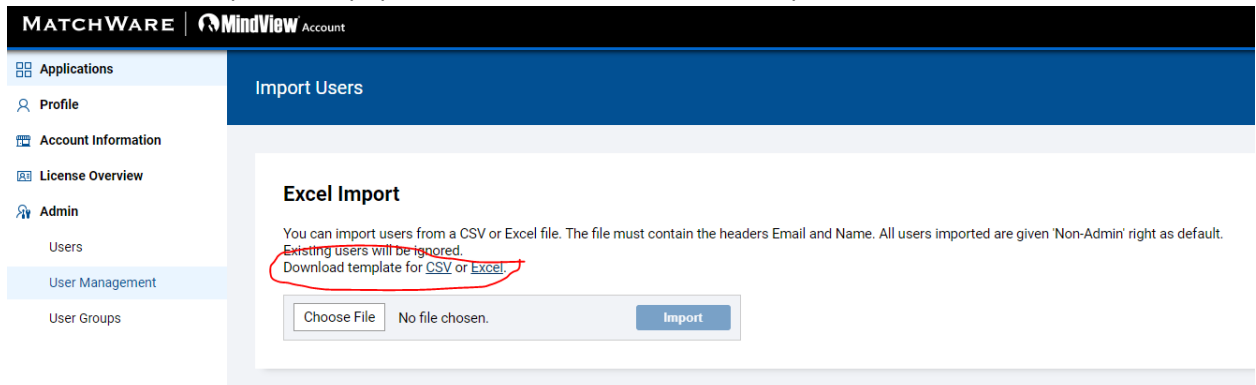 MATCHWARE MindView Account
Applications
Profile
Account Information
License Overview
Admin
Users
User Management
User Groups
Import Users
Excel Import
You can import users from a CSV or Excel file. The file must contain the headers Email and Name. All users imported are given 'Non-Admin' right as default.
Existing users will be ignored.
Download template for CSV or Excel.
Choose File No file chosen. Import